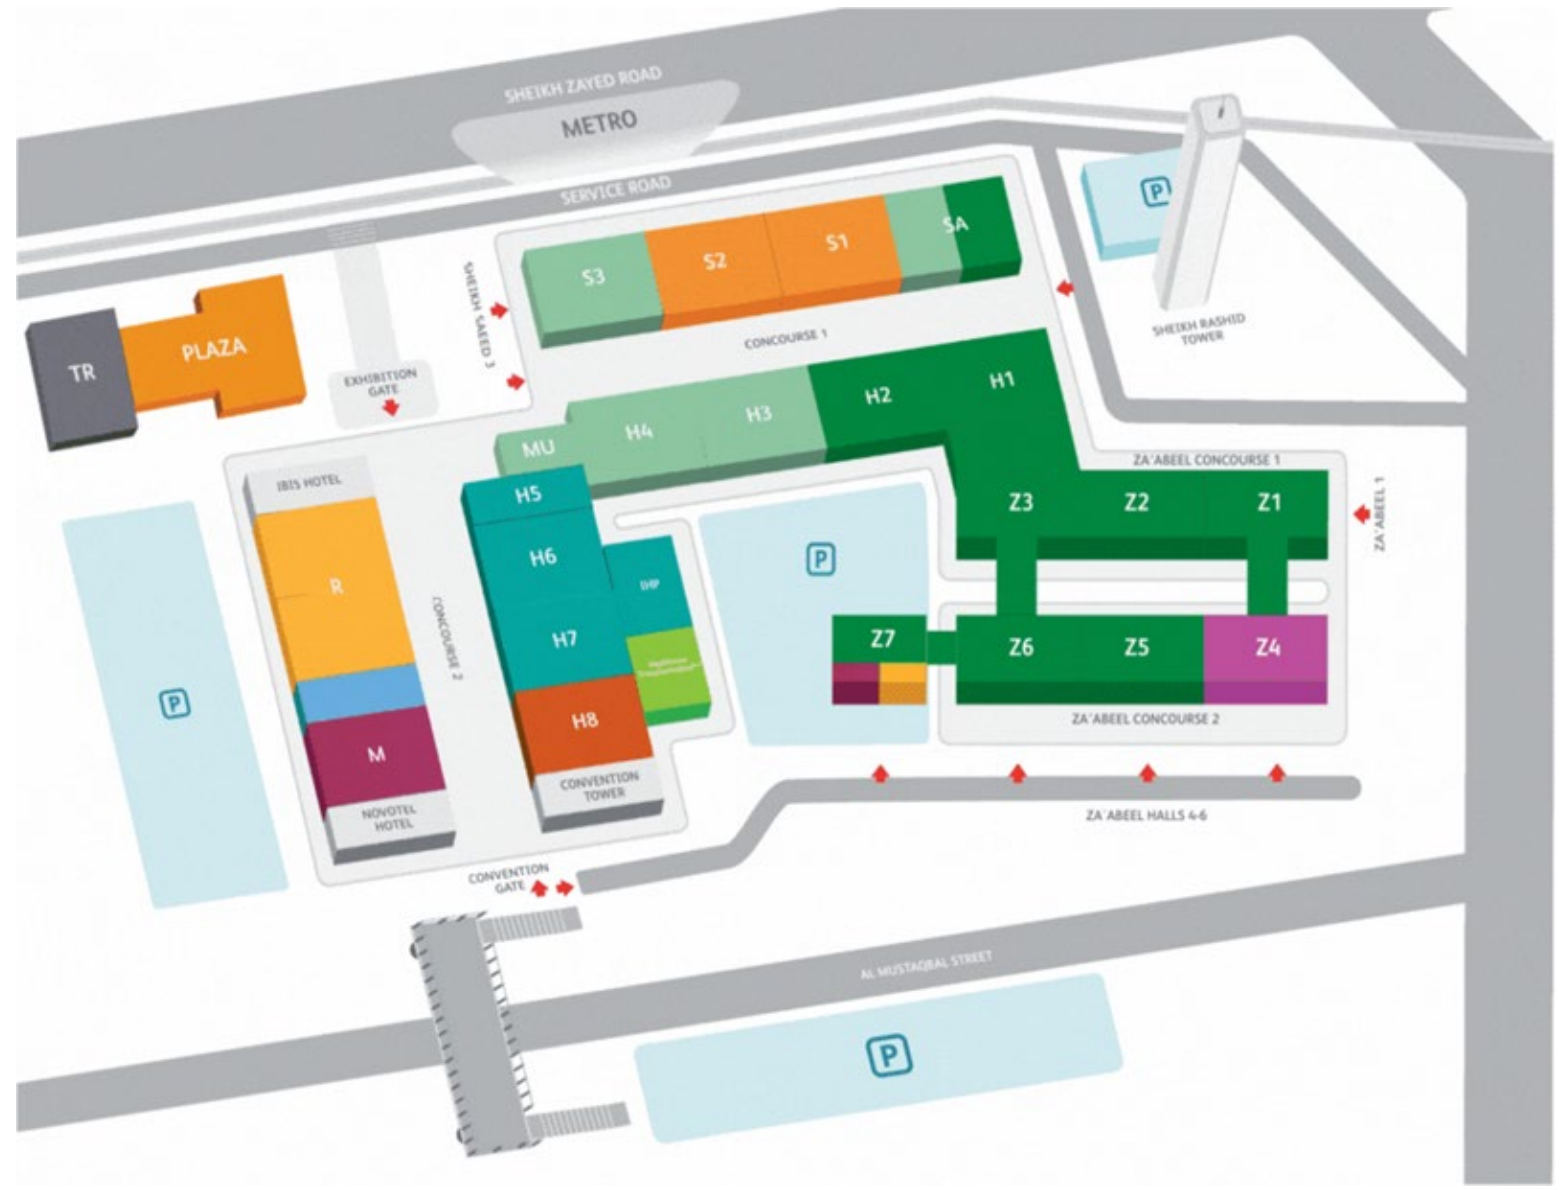 SHEIKH ZAYED ROAD
METRO
SERVICE ROAD
P
SHEIKH RASHID
TOWER
SA
S1
S2
S3
SHEIKH SAEED 3
CONCOURSE 1
TR
PLAZA
EXHIBITION
GATE
H1
H2
H3
H4
MU
ZA'ABEEL CONCOURSE 1
ZA'ABEEL 1
IBIS HOTEL
H5
Z3
Z2
Z1
R
H6
IHP
P
CONCOURSE 2
H7
Z7
Z6
Z5
Z4
P
M
H8
ZA'ABEEL CONCOURSE 2
NOVOTEL
HOTEL
CONVENTION
TOWER
ZA'ABEEL HALLS 4-6
CONVENTION
GATE
AL MUSTAQBAL STREET
P